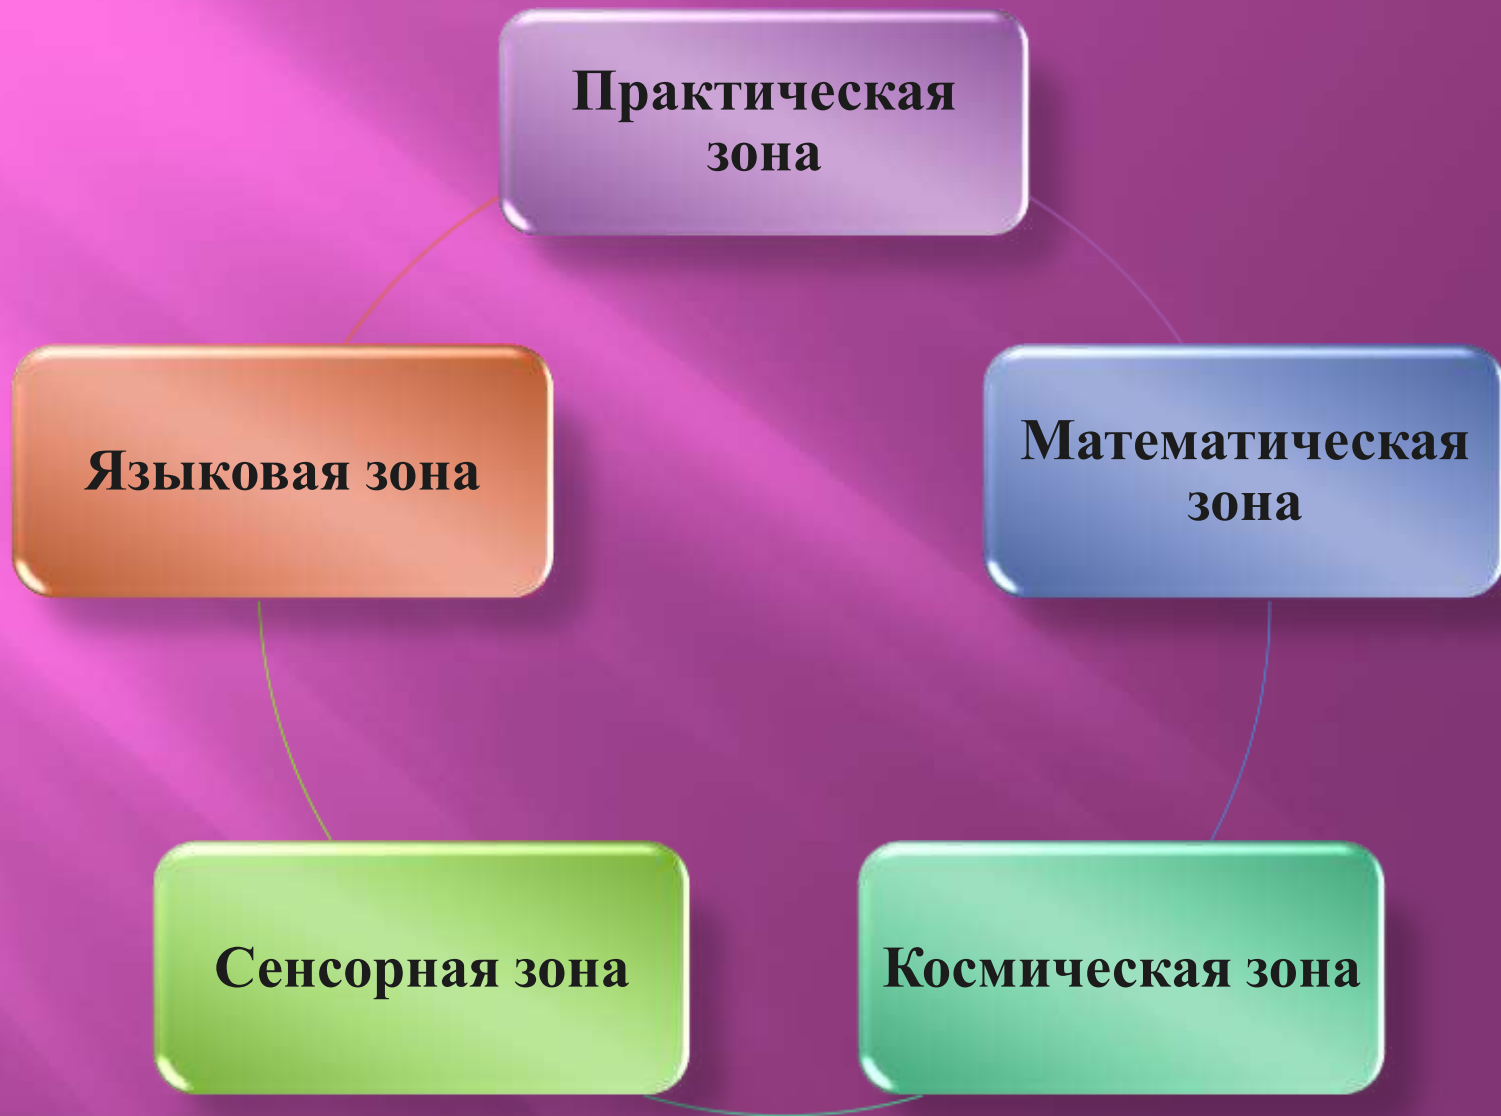 Практическая
зона
Языковая зона
Математическая
зона
Сенсорная зона
Космическая зона